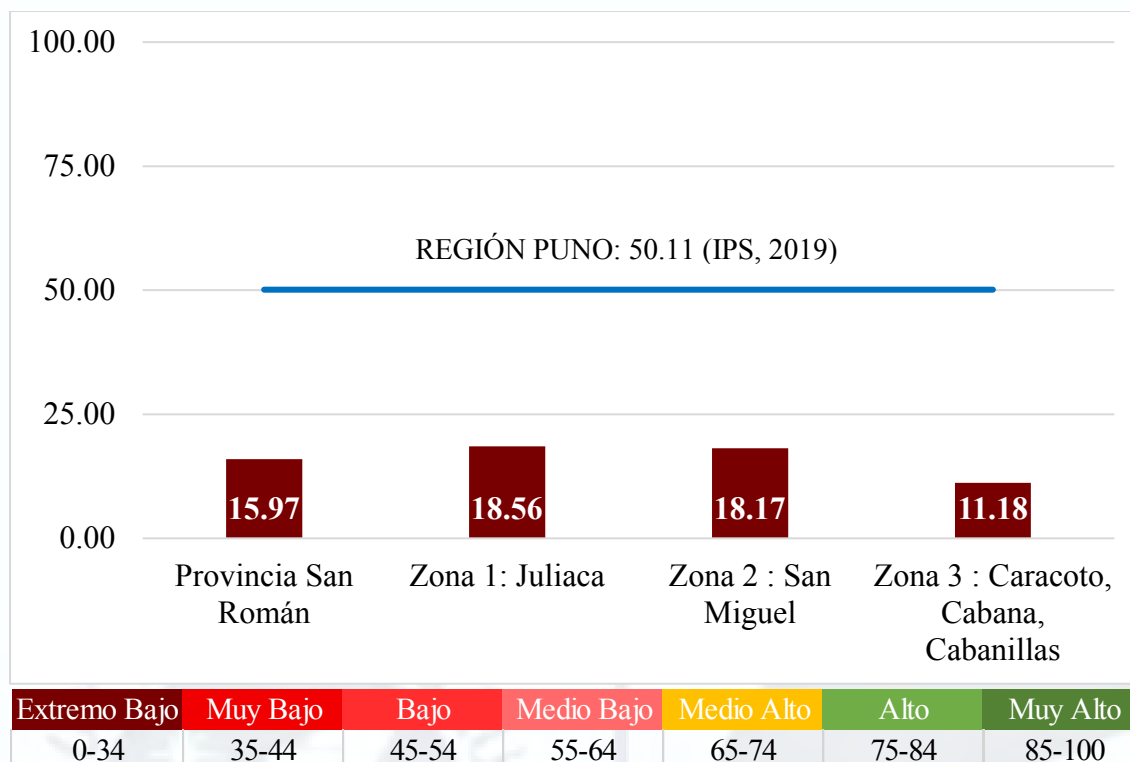 100.00
75.00
REGIÓN PUNO: 50.11 (IPS, 2019)
50.00
25.00
15.97 18.56 18.17 11.18
0.00
Provincia San Román
Zona 1: Juliaca
Zona 2 : San Miguel
Zona 3 : Caracoto, Cabana, Cabanillas
Extremo Bajo Muy Bajo Bajo Medio Bajo Medio Alto Alto Muy Alto
0-34 35-44 45-54 55-64 65-74 75-84 85-100